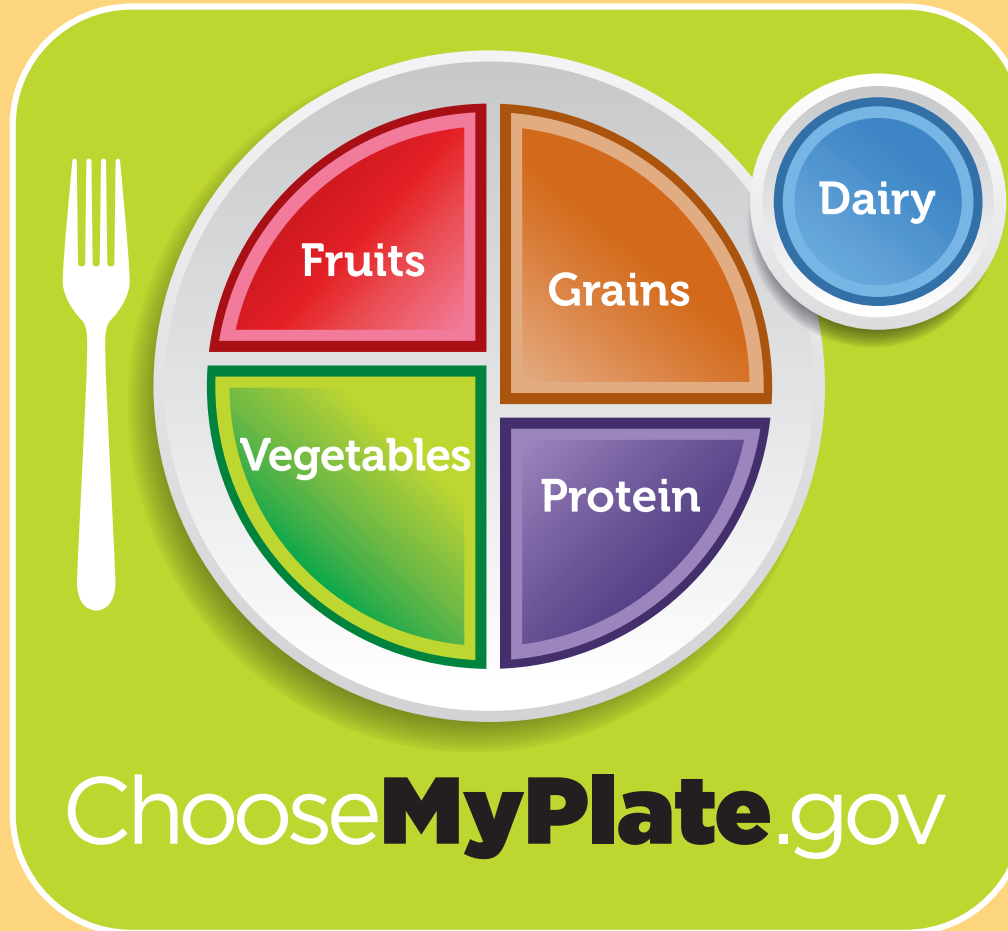 Dairy
Fruits
Grains
Vegetables
Protein
ChooseMyPlate.gov